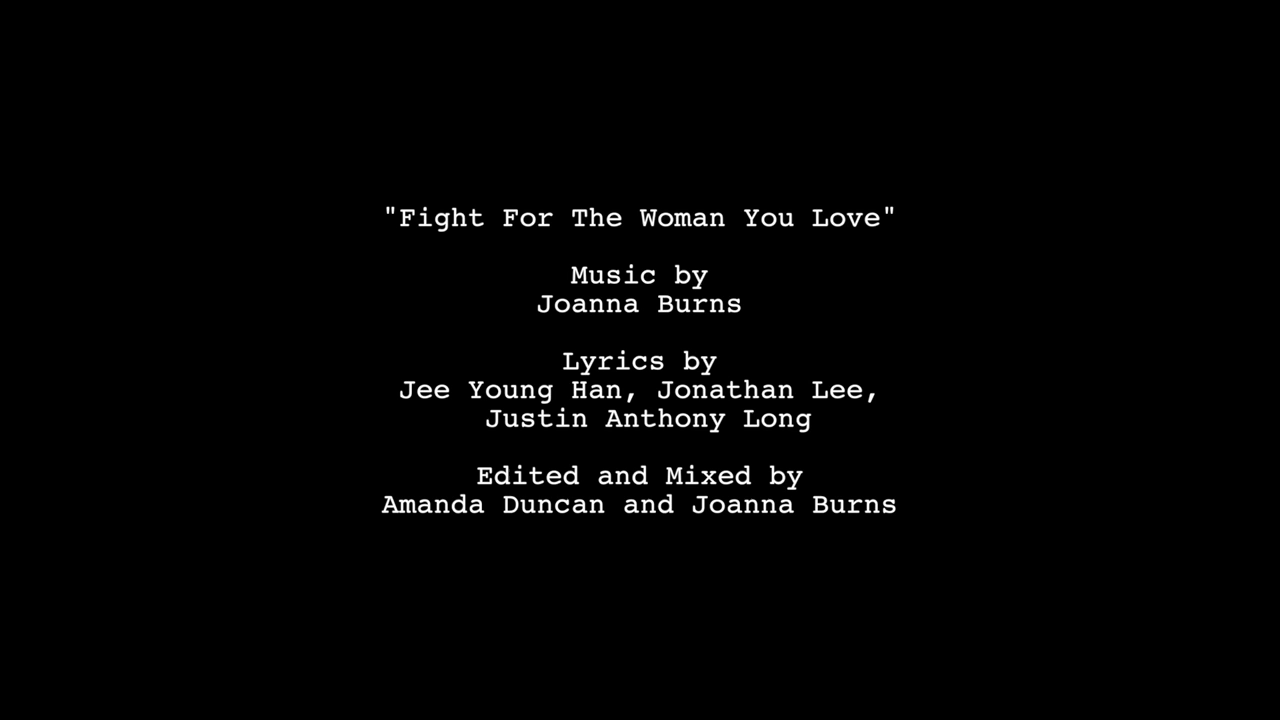 "Fight For The Woman You Love"
Music by
Joanna Burns
Lyrics by
Jee Young Han, Jonathan Lee,
Justin Anthony Long
Edited and Mixed by
Amanda Duncan and Joanna Burns